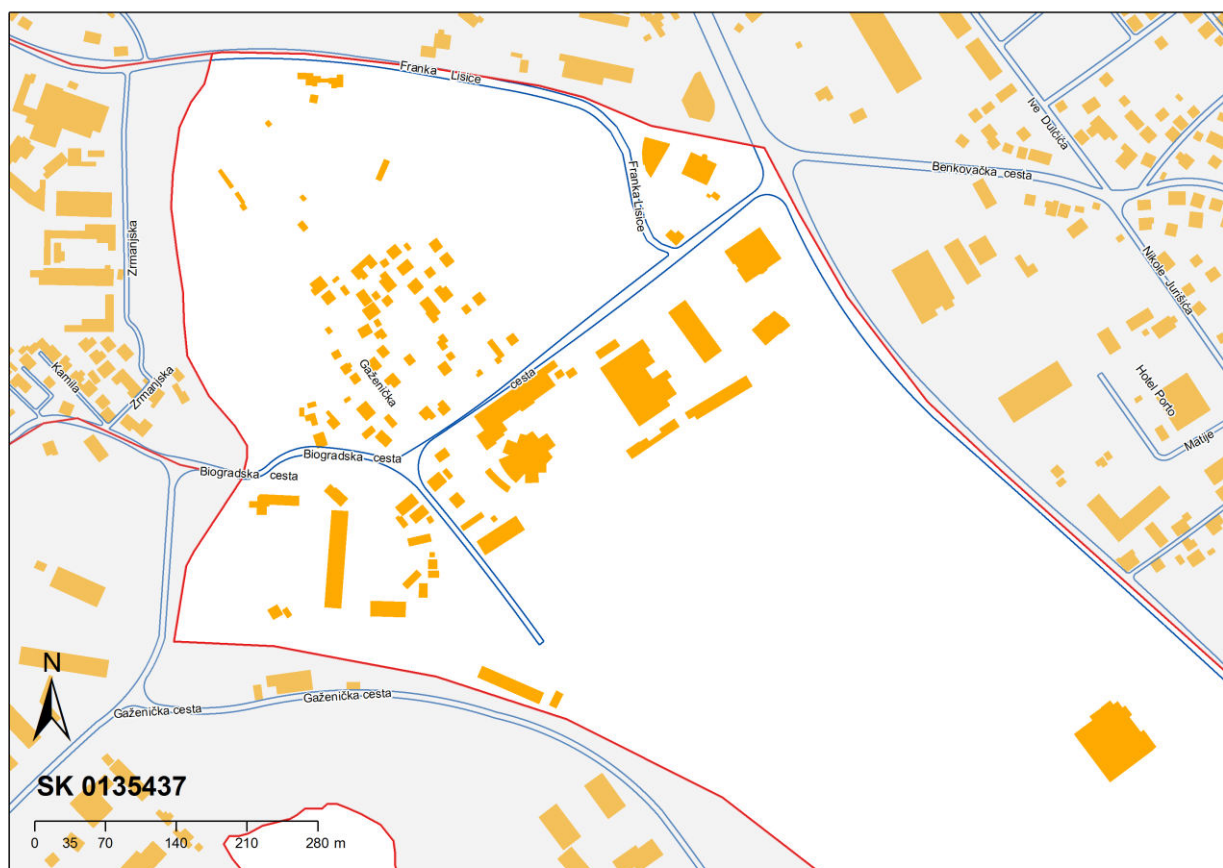 Franka Lisice
Ive Dulčića
Benkovačka cesta
Franka Lisice
Zrmanjska
Nikole Jurišića
Kamila
Zrmanjska
Gaženička
cesta
Hotel Porto
Matije
Biogradska cesta
Biogradska cesta
N
Gaženička cesta
Gaženička cesta
SK 0135437
0 35 70 140 210 280 m